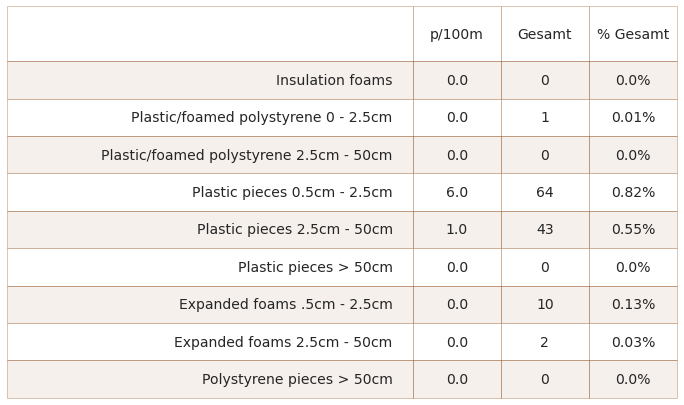 p/100m Gesamt % Gesamt
Insulation foams 0.0 0 0.0%
Plastic/foamed polystyrene 0 - 2.5cm 0.0 1 0.01%
Plastic/foamed polystyrene 2.5cm - 50cm 0.0 0 0.0%
Plastic pieces 0.5cm - 2.5cm 6.0 64 0.82%
Plastic pieces 2.5cm - 50cm 1.0 43 0.55%
Plastic pieces > 50cm 0.0 0 0.0%
Expanded foams .5cm - 2.5cm 0.0 10 0.13%
Expanded foams 2.5cm - 50cm 0.0 2 0.03%
Polystyrene pieces > 50cm 0.0 0 0.0%